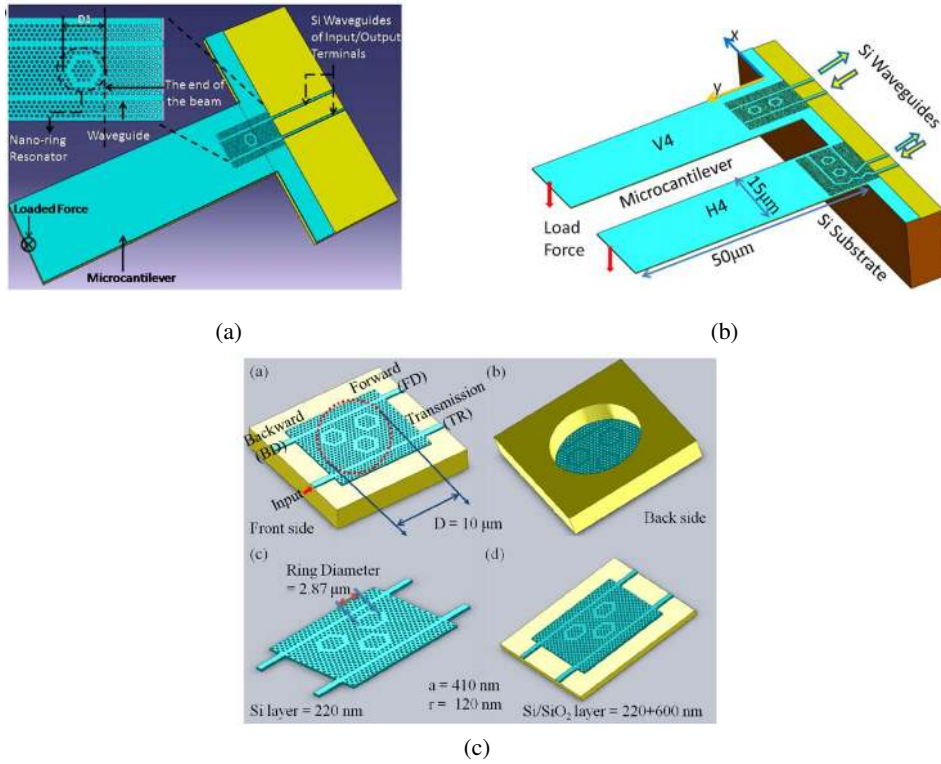 D1
Si Waveguides
of Input/Output
Terminals
The end of
the beam
Nano-ring
Resonator
Waveguide
Loaded Force
Microcantilever
(a)
x
y
Si Waveguides
V4
Microcantilever
H4
15μm
Load
Force
50μm
Si Substrate
(b)
(a)
Forward
(FD)
Transmission
(TR)
Backward
(BD)
Input
D = 10 μm
Front side
(b)
Back side
(c)
Ring Diameter
= 2.87 μm
a = 410 nm
r = 120 nm
Si layer = 220 nm
(d)
Si/SiO₂ layer = 220+600 nm
(c)